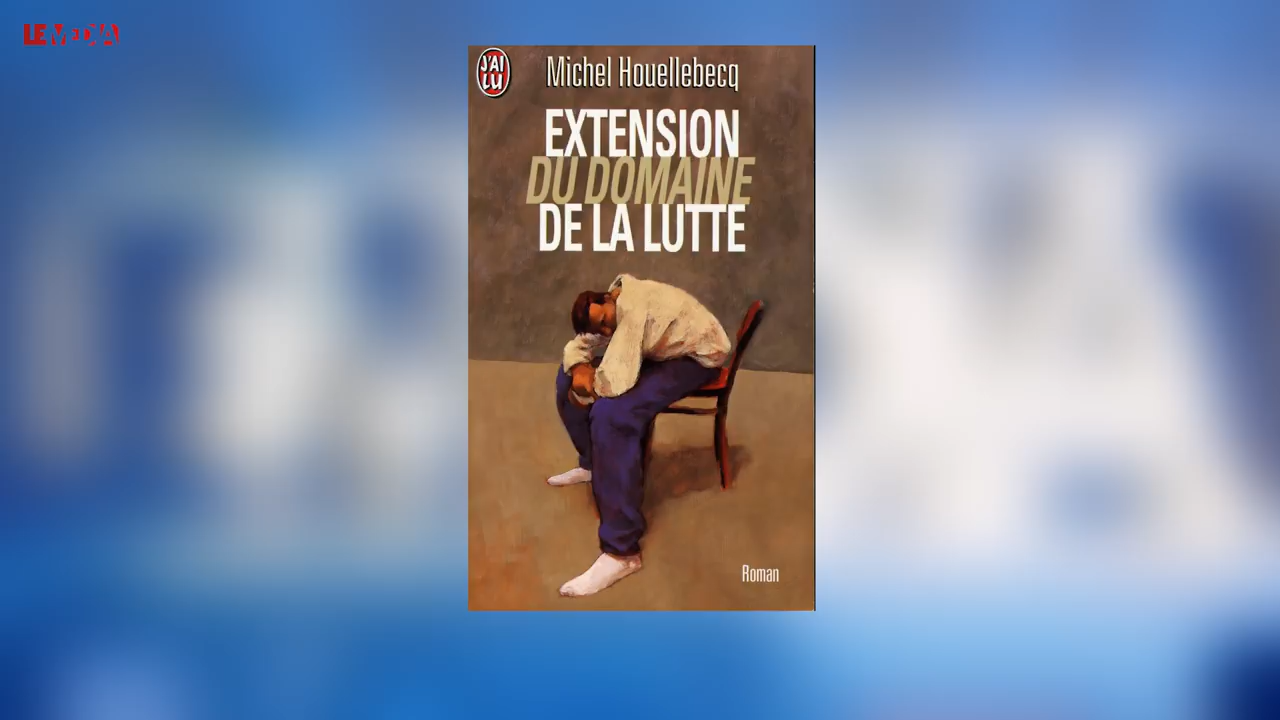 LE MEDIA
J'AI
LU
Michel Houellebecq
EXTENSION
DU DOMAINE
DE LA LUTTE
Roman